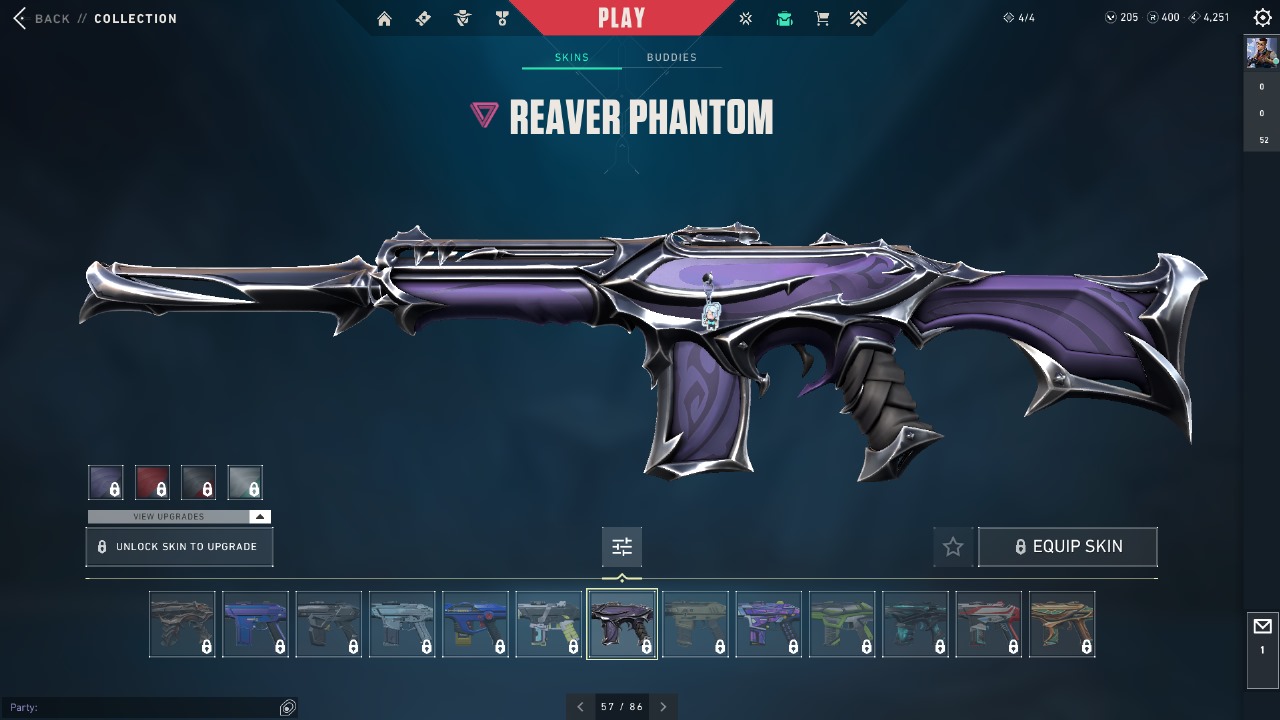 BACK // COLLECTION
PLAY
4/4
205
400
4,251
SKINS
BUDDIES
0
0
52
REAVER PHANTOM
VIEW UPGRADES
UNLOCK SKIN TO UPGRADE
EQUIP SKIN
1
Party:
57 / 86